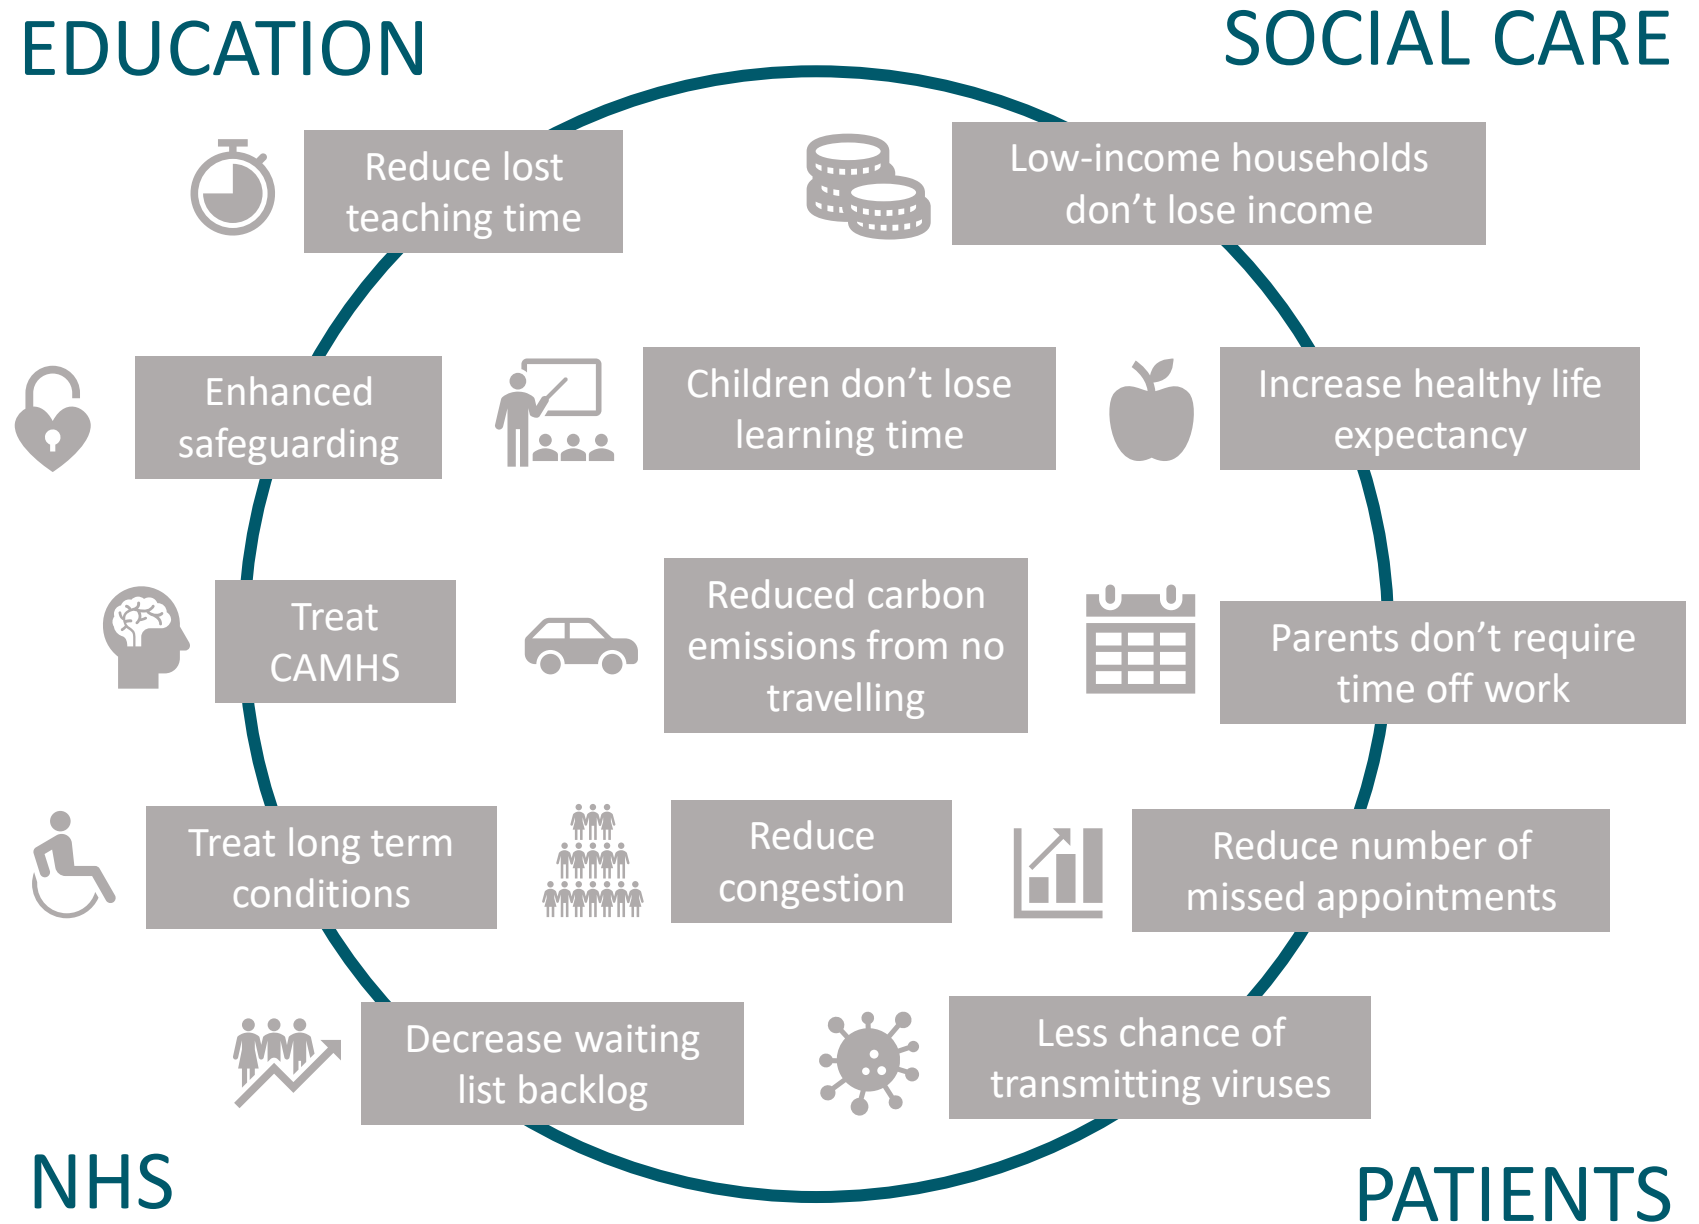 EDUCATION
SOCIAL CARE
Reduce lost
teaching time
Low-income households
don’t lose income
Enhanced
safeguarding
Children don’t lose
learning time
Increase healthy life
expectancy
Treat
CAMHS
Reduced carbon
emissions from no
travelling
Parents don’t require
time off work
Treat long term
conditions
Reduce
congestion
Reduce number of
missed appointments
Decrease waiting
list backlog
Less chance of
transmitting viruses
NHS
PATIENTS